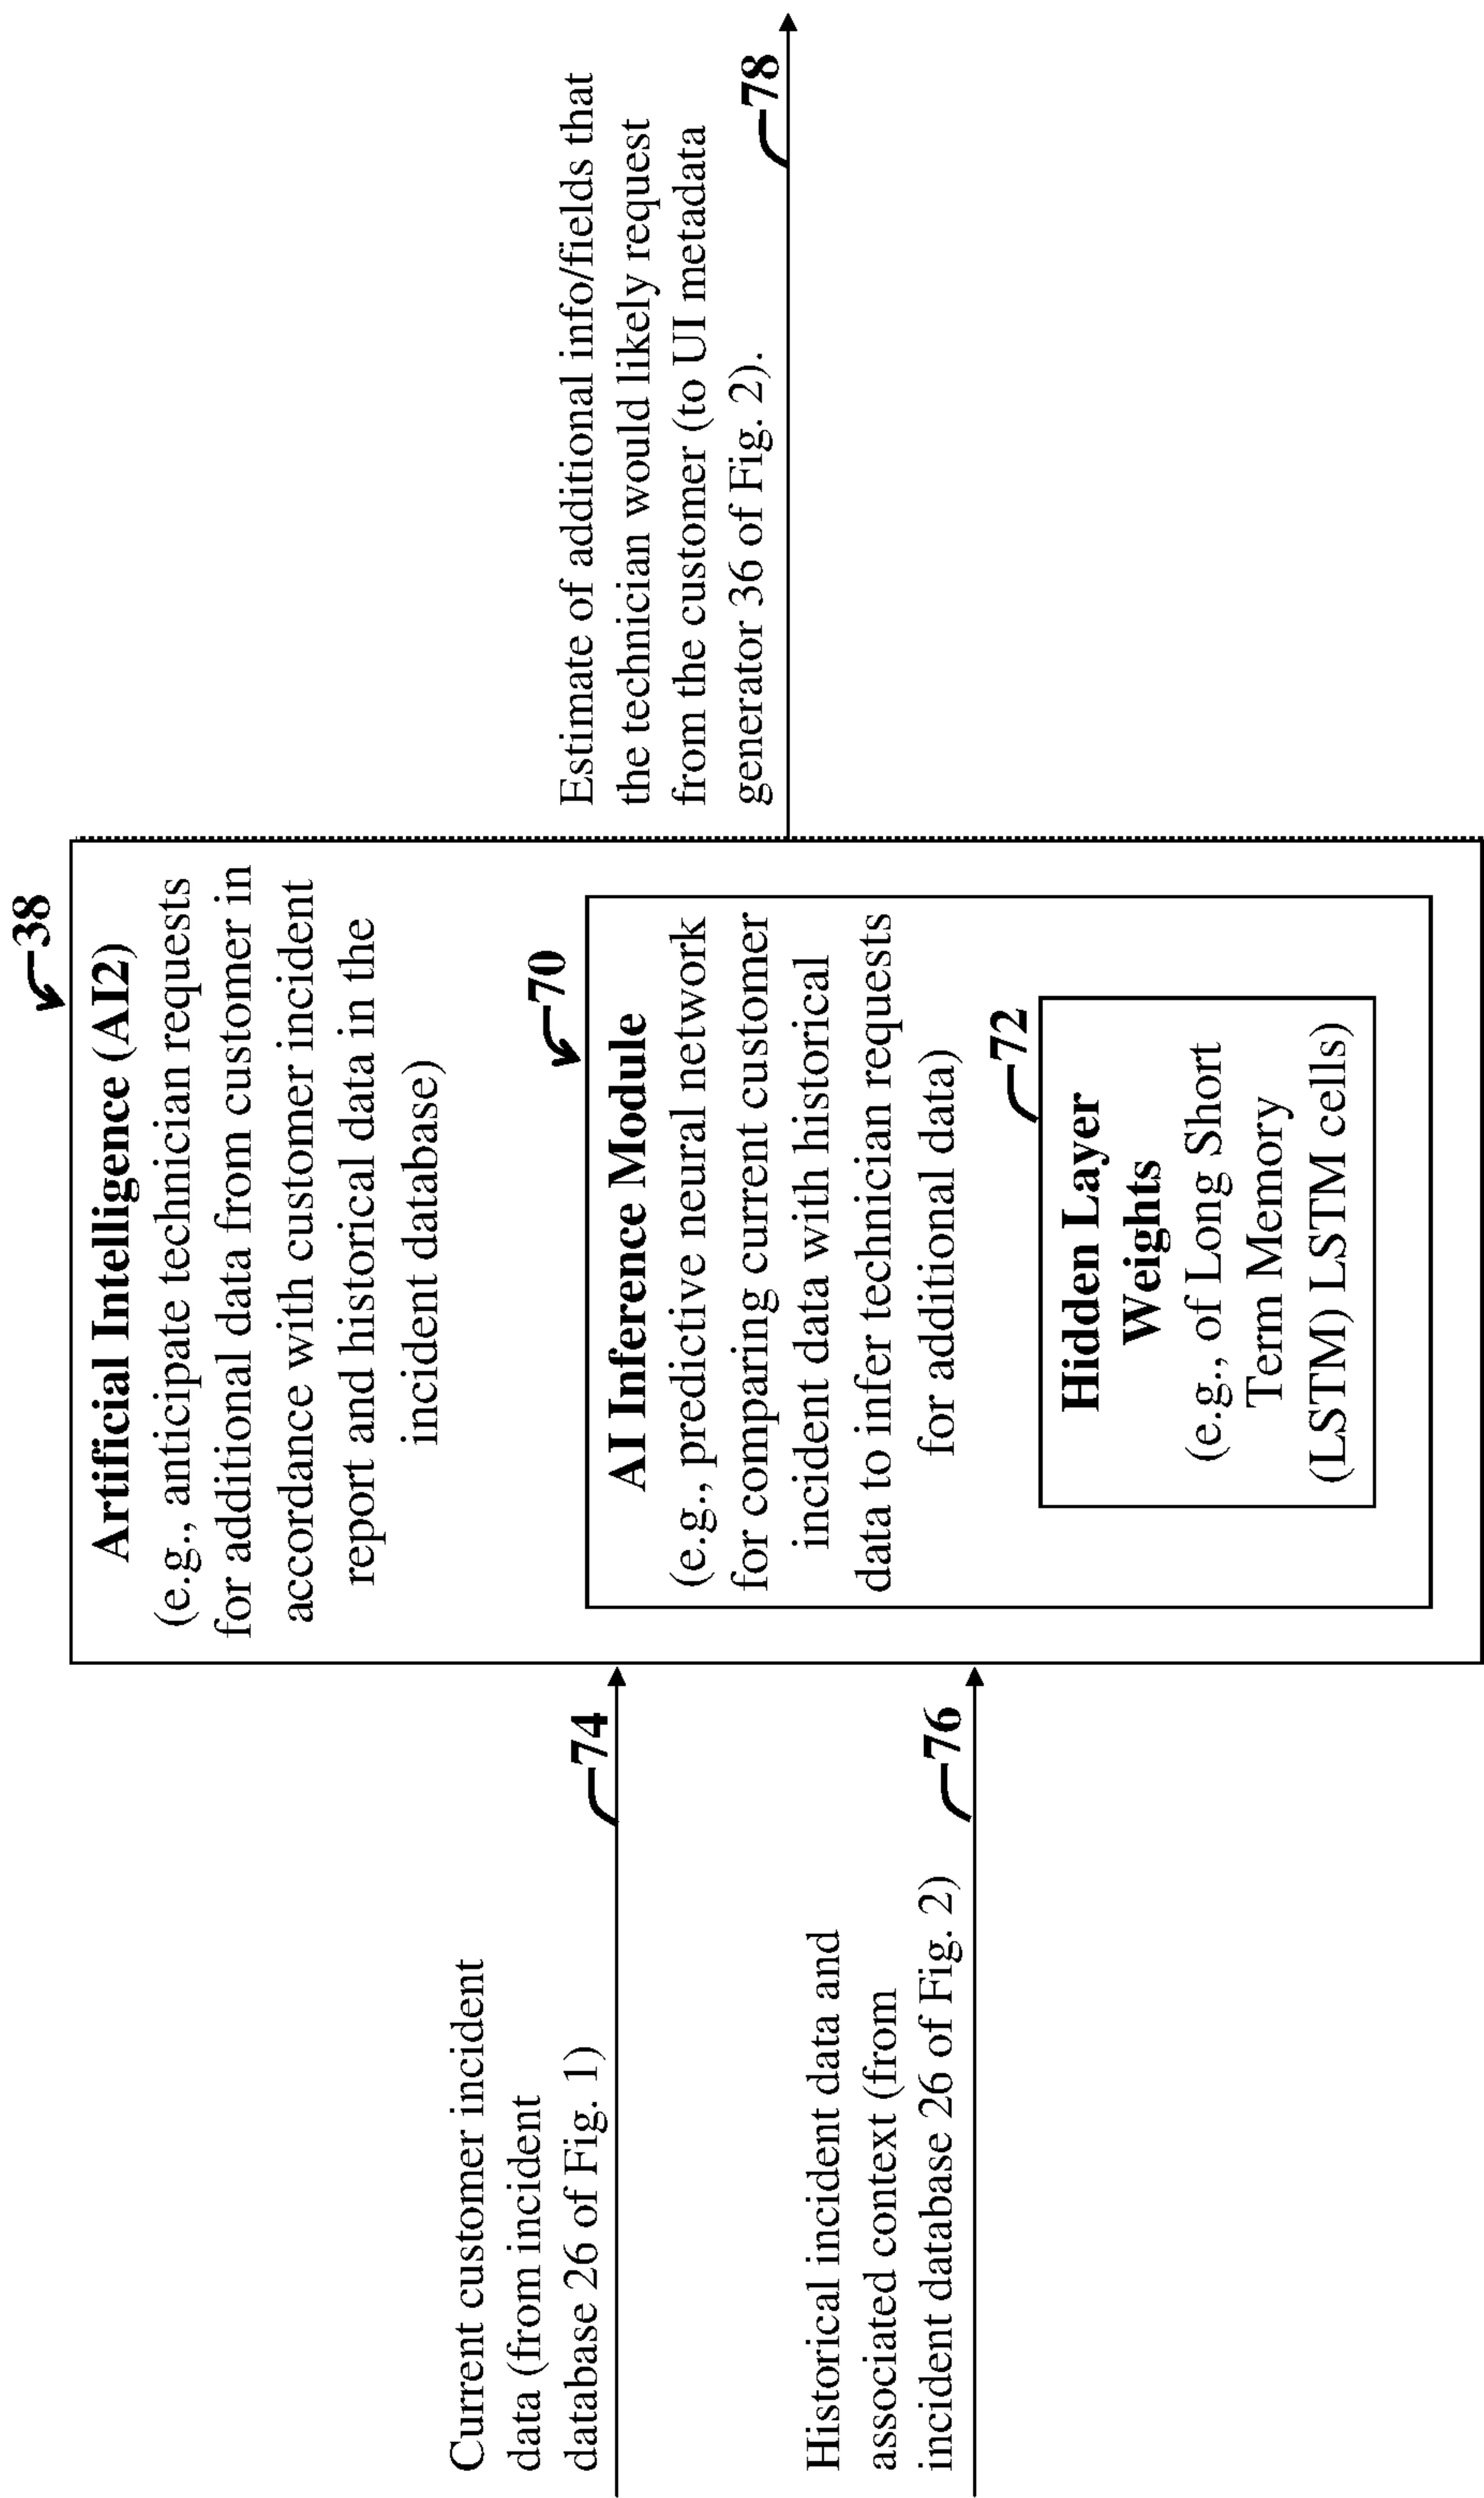 Current customer incident
data (from incident
database 26 of Fig. 1)
74
Historical incident data and
associated context (from
incident database 26 of Fig. 2)
76
38
Artificial Intelligence (AI2)
(e.g., anticipate technician requests
for additional data from customer in
accordance with customer incident
report and historical data in the
incident database)
70
AI Inference Module
(e.g., predictive neural network
for comparing current customer
incident data with historical
data to infer technician requests
for additional data)
72
Hidden Layer
Weights
(e.g., of Long Short
Term Memory
(LSTM) LSTM cells)
Estimate of additional info/fields that
the technician would likely request
from the customer (to UI metadata
generator 36 of Fig. 2).
78